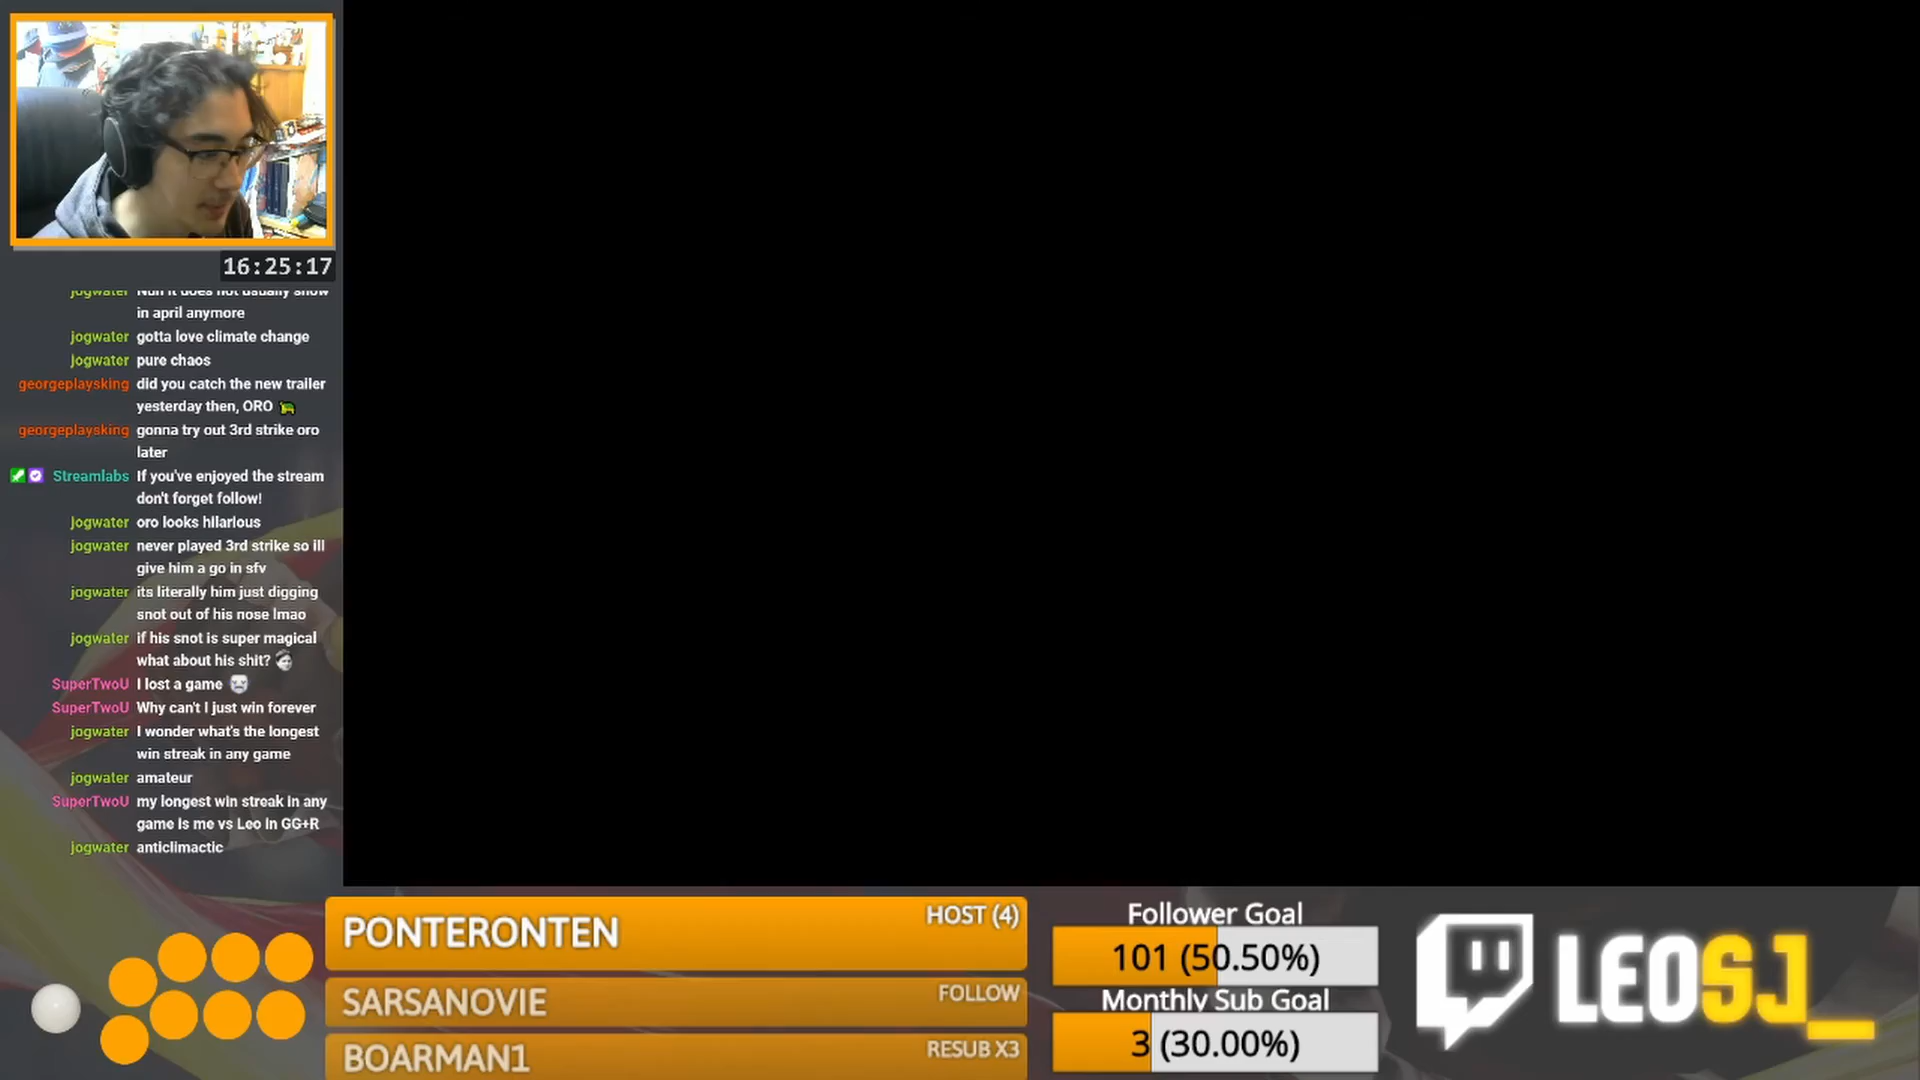 16:25:17
jogwater Nah it does not usually snow
in april anymore
jogwater gotta love climate change
jogwater pure chaos
georgeplaysking did you catch the new trailer
yesterday then, ORO
georgeplaysking gonna try out 3rd strike oro
later
Streamlabs If you've enjoyed the stream
don't forget follow!
jogwater oro looks hilarious
jogwater never played 3rd strike so ill
give him a go in sfv
jogwater its literally him just digging
snot out of his nose lmao
jogwater if his snot is super magical
what about his shit?
SuperTwoU I lost a game
SuperTwoU Why can't I just win forever
jogwater I wonder what's the longest
win streak in any game
jogwater amateur
SuperTwoU my longest win streak in any
game is me vs Leo in GG+R
jogwater anticlimactic
PONTERONTEN HOST (4)
SARSANOVIE FOLLOW
BOARMAN1 RESUB X3
Follower Goal
101 (50.50%)
Monthly Sub Goal
3 (30.00%)
LEOSJ_